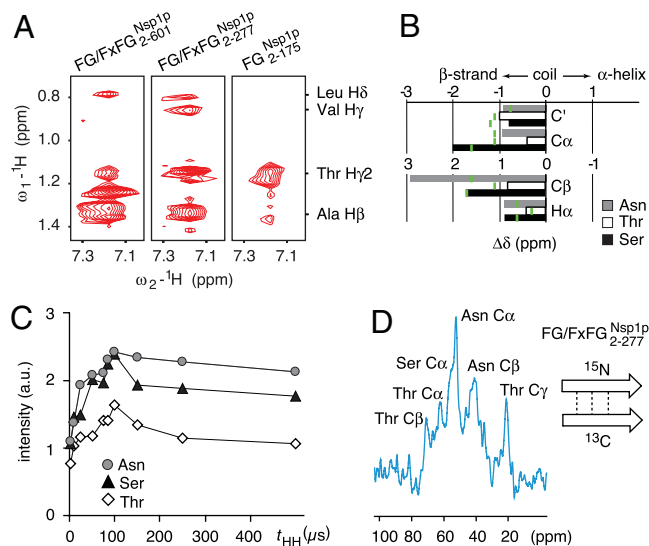 A
FG/FxFG Nsp1p 2-601
FG/FxFG Nsp1p 2-277
FG Nsp1p 2-175
0.8
1.0
1.2
1.4
ω1-1H (ppm)
Leu Hδ
Val Hγ
Thr Hγ2
Ala Hβ
7.3 7.1 7.3 7.1 7.3 7.1
ω2-1H (ppm)
B
β-strand coil α-helix
-3 -2 -1 0 1
C'
Cα
-3 -2 -1 0 -1
Cβ
Hα
Asn
Thr
Ser
Δδ (ppm)
C
intensity (a.u.)
3
2
1
0
0 100 200 300 400 tHH(μs)
Asn
Ser
Thr
D
Asn Cα
Ser Cα
Asn Cβ
Thr Cα
Thr Cγ
Thr Cβ
100 80 60 40 20 (ppm)
FG/FxFG Nsp1p 2-277
15N
13C